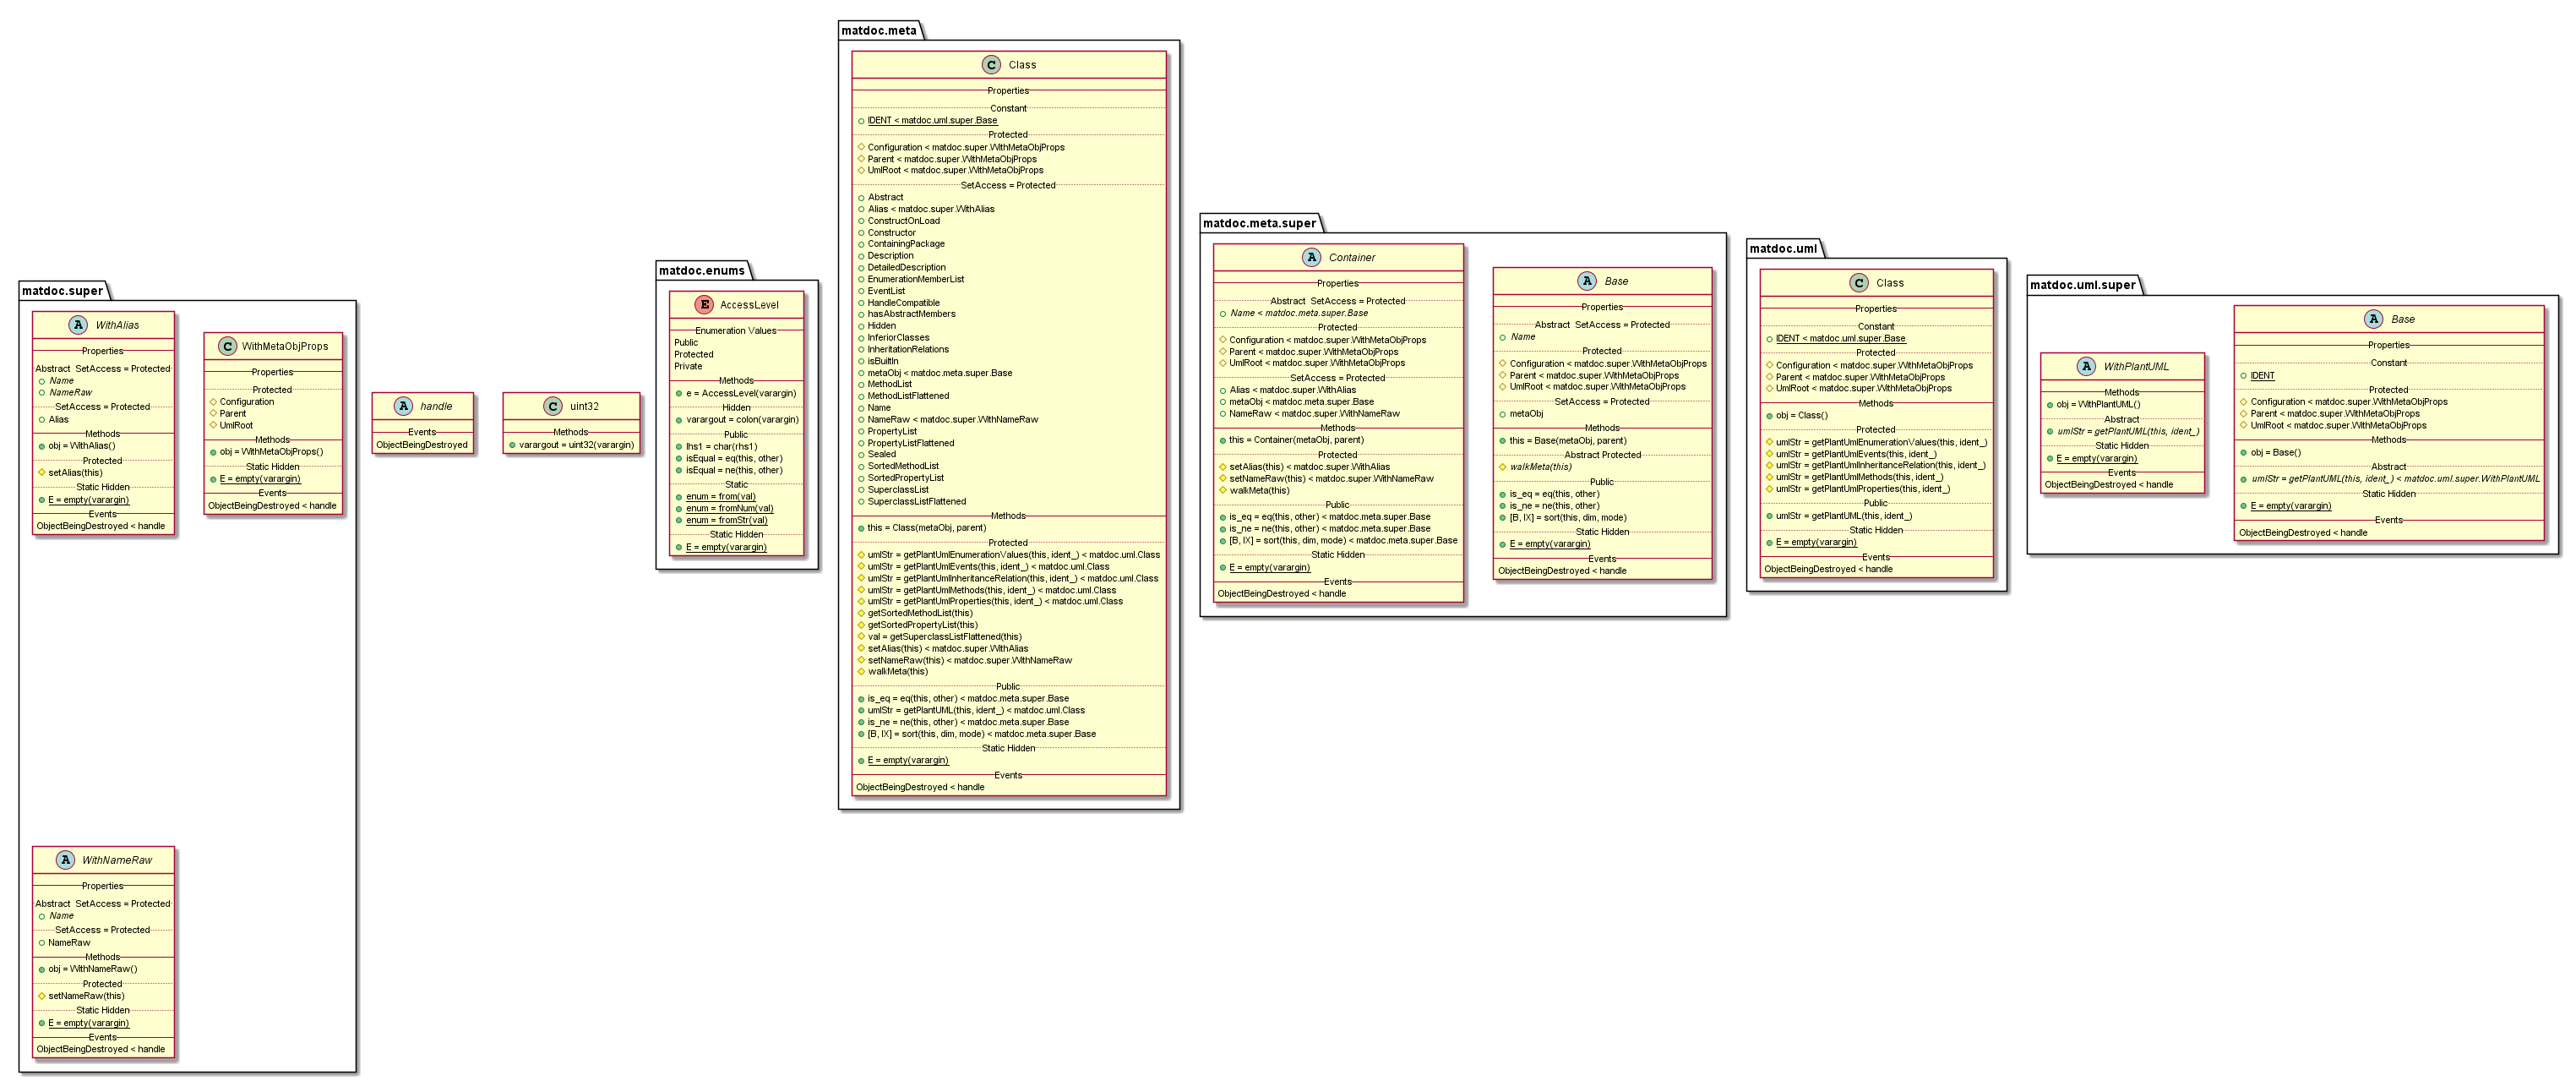 matdoc.super
WithAlias
Properties
Abstract  SetAccess = Protected
Name
NameRaw
SetAccess = Protected
Alias
Methods
obj = WithAlias()
Protected
setAlias(this)
Static Hidden
E = empty(varargin)
Events
ObjectBeingDestroyed < handle
WithMetaObjProps
Properties
Protected
Configuration
Parent
UmlRoot
Methods
obj = WithMetaObjProps()
Static Hidden
E = empty(varargin)
Events
ObjectBeingDestroyed < handle
WithNameRaw
Properties
Abstract  SetAccess = Protected
Name
SetAccess = Protected
NameRaw
Methods
obj = WithNameRaw()
Protected
setNameRaw(this)
Static Hidden
E = empty(varargin)
Events
ObjectBeingDestroyed < handle
handle
Events
ObjectBeingDestroyed
uint32
Methods
varargout = uint32(varargin)
matdoc.enums
AccessLevel
Enumeration Values
Public
Protected
Private
Methods
e = AccessLevel(varargin)
Hidden
varargout = colon(varargin)
Public
lhs1 = char(rhs1)
isEqual = eq(this, other)
isEqual = ne(this, other)
Static
enum = from(val)
enum = fromNum(val)
enum = fromStr(val)
Static Hidden
E = empty(varargin)
matdoc.meta
Class
Properties
Constant
IDENT < matdoc.uml.super.Base
Protected
Configuration < matdoc.super.WithMetaObjProps
Parent < matdoc.super.WithMetaObjProps
UmlRoot < matdoc.super.WithMetaObjProps
SetAccess = Protected
Abstract
Alias < matdoc.super.WithAlias
ConstructOnLoad
Constructor
ContainingPackage
Description
DetailedDescription
EnumerationMemberList
EventList
HandleCompatible
hasAbstractMembers
Hidden
InferiorClasses
InheritationRelations
isBuiltIn
metaObj < matdoc.meta.super.Base
MethodList
MethodListFlattened
Name
NameRaw < matdoc.super.WithNameRaw
PropertyList
PropertyListFlattened
Sealed
SortedMethodList
SortedPropertyList
SuperclassList
SuperclassListFlattened
Methods
this = Class(metaObj, parent)
Protected
umlStr = getPlantUmlEnumerationValues(this, ident_) < matdoc.uml.Class
umlStr = getPlantUmlEvents(this, ident_) < matdoc.uml.Class
umlStr = getPlantUmlInheritanceRelation(this, ident_) < matdoc.uml.Class
umlStr = getPlantUmlMethods(this, ident_) < matdoc.uml.Class
umlStr = getPlantUmlProperties(this, ident_) < matdoc.uml.Class
getSortedMethodList(this)
getSortedPropertyList(this)
val = getSuperclassListFlattened(this)
setAlias(this) < matdoc.super.WithAlias
setNameRaw(this) < matdoc.super.WithNameRaw
walkMeta(this)
Public
is_eq = eq(this, other) < matdoc.meta.super.Base
umlStr = getPlantUML(this, ident_) < matdoc.uml.Class
is_ne = ne(this, other) < matdoc.meta.super.Base
[B, IX] = sort(this, dim, mode) < matdoc.meta.super.Base
Static Hidden
E = empty(varargin)
Events
ObjectBeingDestroyed < handle
matdoc.meta.super
Container
Properties
Abstract  SetAccess = Protected
Name < matdoc.meta.super.Base
Protected
Configuration < matdoc.super.WithMetaObjProps
Parent < matdoc.super.WithMetaObjProps
UmlRoot < matdoc.super.WithMetaObjProps
SetAccess = Protected
Alias < matdoc.super.WithAlias
metaObj < matdoc.meta.super.Base
NameRaw < matdoc.super.WithNameRaw
Methods
this = Container(metaObj, parent)
Protected
setAlias(this) < matdoc.super.WithAlias
setNameRaw(this) < matdoc.super.WithNameRaw
walkMeta(this)
Public
is_eq = eq(this, other) < matdoc.meta.super.Base
is_ne = ne(this, other) < matdoc.meta.super.Base
[B, IX] = sort(this, dim, mode) < matdoc.meta.super.Base
Static Hidden
E = empty(varargin)
Events
ObjectBeingDestroyed < handle
Base
Properties
Abstract  SetAccess = Protected
Name
Protected
Configuration < matdoc.super.WithMetaObjProps
Parent < matdoc.super.WithMetaObjProps
UmlRoot < matdoc.super.WithMetaObjProps
SetAccess = Protected
metaObj
Methods
this = Base(metaObj, parent)
Abstract Protected
walkMeta(this)
Public
is_eq = eq(this, other)
is_ne = ne(this, other)
[B, IX] = sort(this, dim, mode)
Static Hidden
E = empty(varargin)
Events
ObjectBeingDestroyed < handle
matdoc.uml
Class
Properties
Constant
IDENT < matdoc.uml.super.Base
Protected
Configuration < matdoc.super.WithMetaObjProps
Parent < matdoc.super.WithMetaObjProps
UmlRoot < matdoc.super.WithMetaObjProps
Methods
obj = Class()
Protected
umlStr = getPlantUmlEnumerationValues(this, ident_)
umlStr = getPlantUmlEvents(this, ident_)
umlStr = getPlantUmlInheritanceRelation(this, ident_)
umlStr = getPlantUmlMethods(this, ident_)
umlStr = getPlantUmlProperties(this, ident_)
Public
umlStr = getPlantUML(this, ident_)
Static Hidden
E = empty(varargin)
Events
ObjectBeingDestroyed < handle
matdoc.uml.super
WithPlantUML
Methods
obj = WithPlantUML()
Abstract
umlStr = getPlantUML(this, ident_)
Static Hidden
E = empty(varargin)
Events
ObjectBeingDestroyed < handle
Base
Properties
Constant
IDENT
Protected
Configuration < matdoc.super.WithMetaObjProps
Parent < matdoc.super.WithMetaObjProps
UmlRoot < matdoc.super.WithMetaObjProps
Methods
obj = Base()
Abstract
umlStr = getPlantUML(this, ident_) < matdoc.uml.super.WithPlantUML
Static Hidden
E = empty(varargin)
Events
ObjectBeingDestroyed < handle